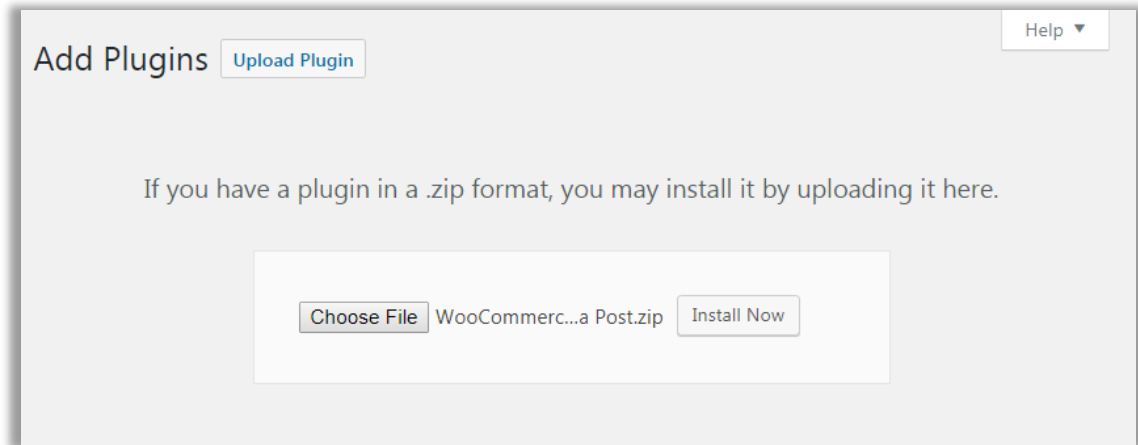 Help ▼
Add Plugins Upload Plugin
If you have a plugin in a .zip format, you may install it by uploading it here.
Choose File WooCommerc...a Post.zip Install Now